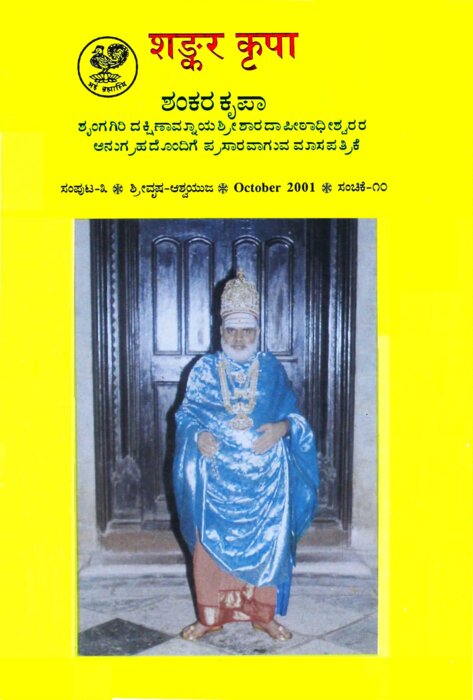 शङ्कर कृपा
ಶಂಕರ ಕೃಪಾ
ಶೃಂಗಗಿರಿ ದಕ್ಷಿಣಾಮ್ನಾಯ ಶ್ರೀ ಶಾರದಾಪೀಠಾಧೀಶ್ವರರ
ಅನುಗ್ರಹದೊಂದಿಗೆ ಪ್ರಸಾರವಾಗುವ ಮಾಸಪತ್ರಿಕೆ
ಸಂಪುಟ-೩ ❋ ಶ್ರೀವೃಷ-ಆಶ್ವಯುಜ ❋ October 2001 ❋ ಸಂಚಿಕೆ-೧೦